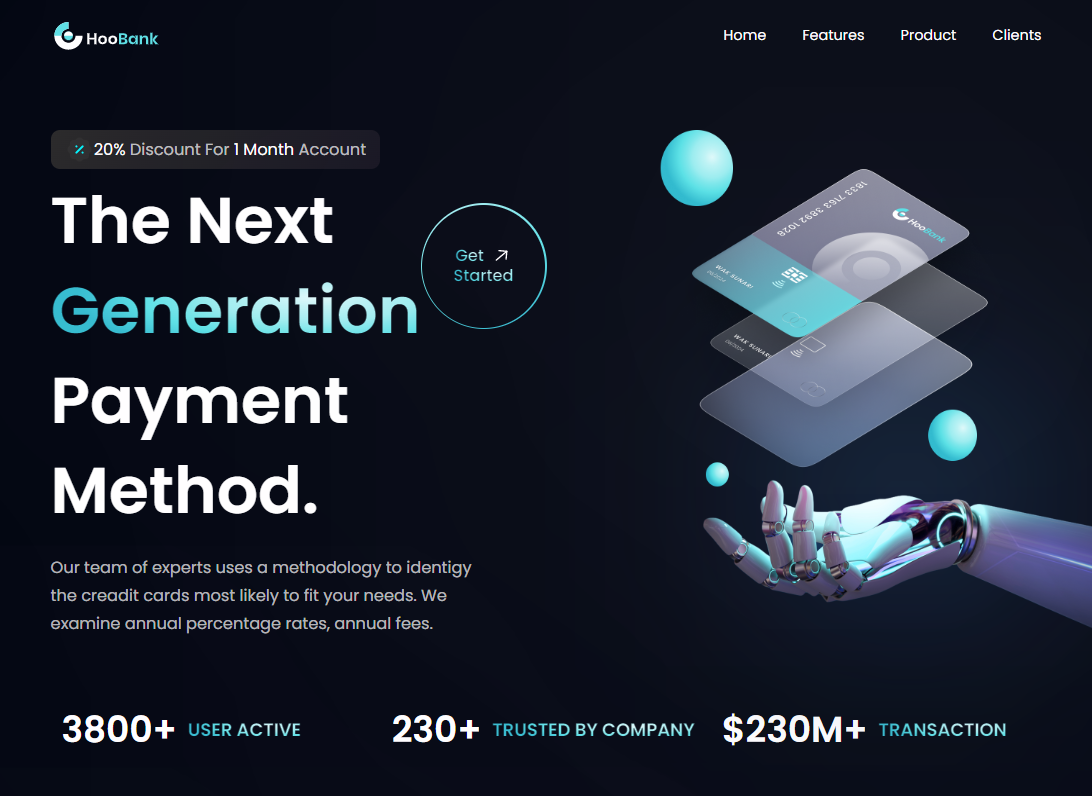 HooBank
Home Features Product Clients
20% Discount For 1 Month Account
The Next
Generation
Payment
Method.
Get
Started
1833 7163 3892 1028
HooBank
WAK SUNARI
WAK SUNARI
Our team of experts uses a methodology to identigy
the creadit cards most likely to fit your needs. We
examine annual percentage rates, annual fees.
3800+ USER ACTIVE
230+ TRUSTED BY COMPANY
$230M+ TRANSACTION